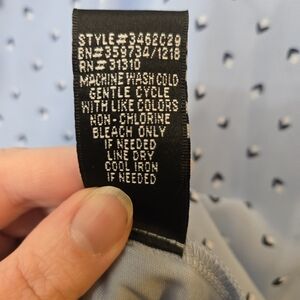 STYLE#3462C29
BN#359734/1218
RN#31310
MACHINE WASH COLD
GENTLE CYCLE
WITH LIKE COLORS
NON-CHLORINE
BLEACH ONLY
IF NEEDED
LINE DRY
COOL IRON
IF NEEDED